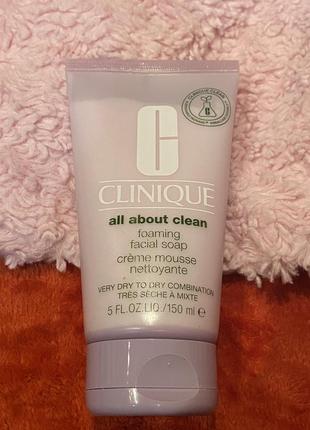 CLINIQUE
all about clean
foaming
facial soap
crème mousse
nettoyante
VERY DRY TO DRY COMBINATION
TRÈS SÈCHE À MIXTE
5 FL.OZ.LIQ./150 ml ℮